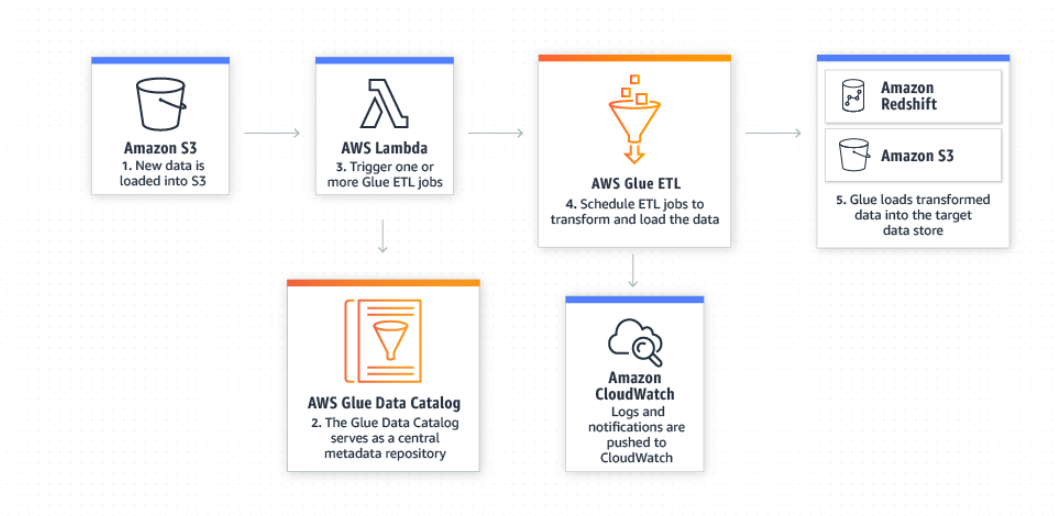 Amazon S3
1. New data is
loaded into S3
AWS Lambda
3. Trigger one or
more Glue ETL jobs
AWS Glue ETL
4. Schedule ETL jobs to
transform and load the data
Amazon
Redshift
Amazon S3
5. Glue loads transformed
data into the target
data store
AWS Glue Data Catalog
2. The Glue Data Catalog
serves as a central
metadata repository
Amazon
CloudWatch
Logs and
notifications are
pushed to
CloudWatch